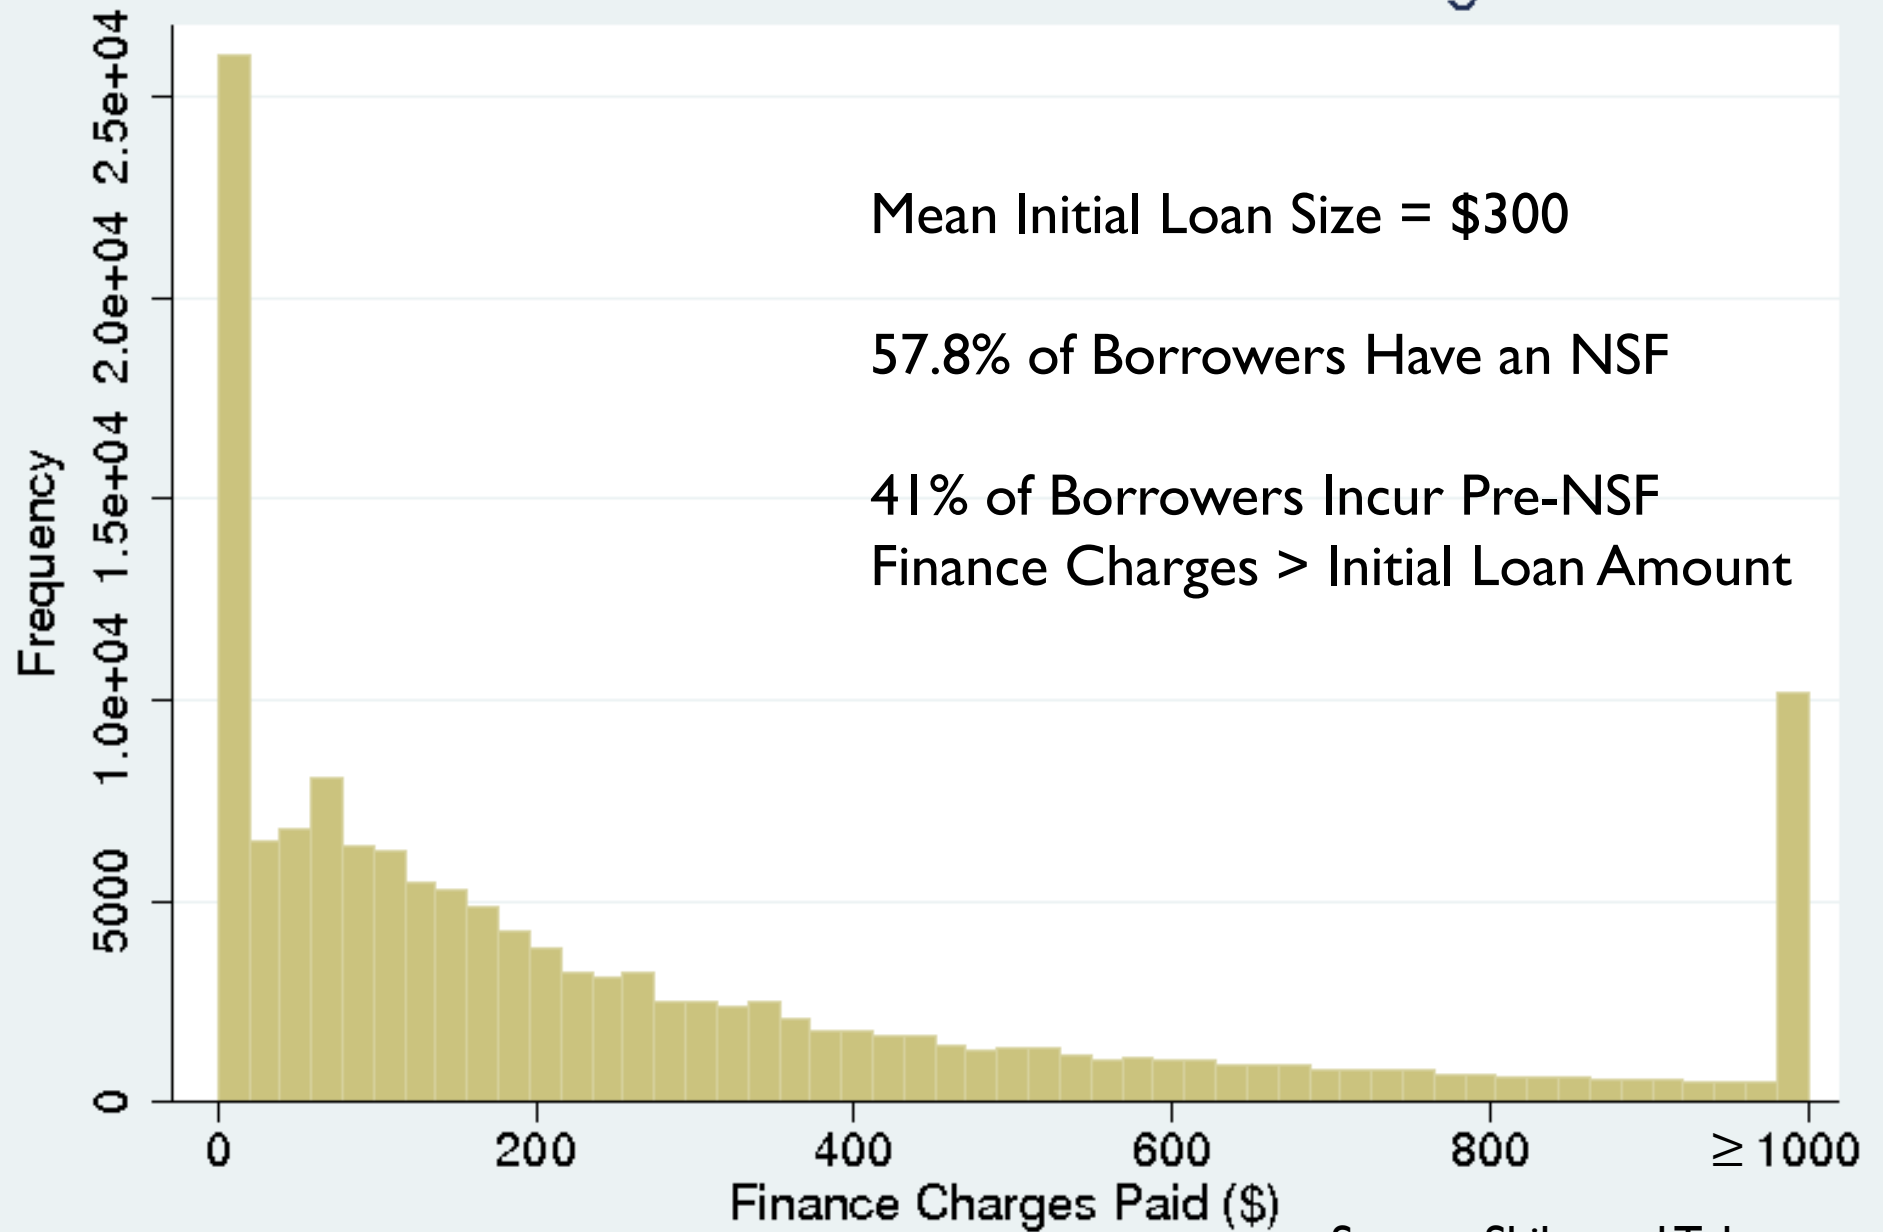 Mean Initial Loan Size = $300
57.8% of Borrowers Have an NSF
41% of Borrowers Incur Pre-NSF
Finance Charges > Initial Loan Amount
Frequency
2.5e+04
2.0e+04
1.5e+04
1.0e+04
5000
0
0 200 400 600 800 ≥ 1000
Finance Charges Paid ($)